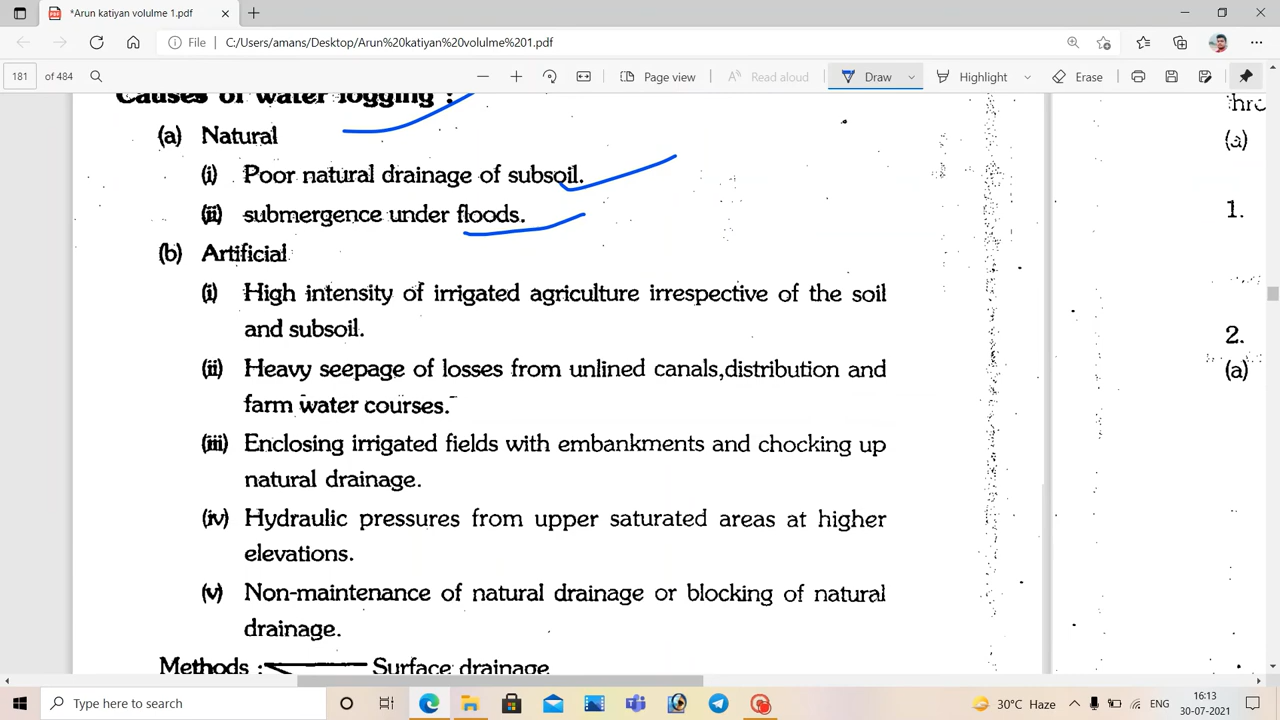 *Arun katiyan volulme 1.pdf
File
C:/Users/amans/Desktop/Arun%20katiyan%20volulme%201.pdf
181 of 484
Page view
Read aloud
Draw
Highlight
Erase
Causes of water logging :
(a) Natural
(i) Poor natural drainage of subsoil.
(ii) submergence under floods.
(b) Artificial
(i) High intensity of irrigated agriculture irrespective of the soil
and subsoil.
(ii) Heavy seepage of losses from unlined canals,distribution and
farm water courses.
(iii) Enclosing irrigated fields with embankments and chocking up
natural drainage.
(iv) Hydraulic pressures from upper saturated areas at higher
elevations.
(v) Non-maintenance of natural drainage or blocking of natural
drainage.
Methods : Surface drainage
(a)
1.
2.
(a)
Type here to search
30°C Haze
ENG
16:13
30-07-2021